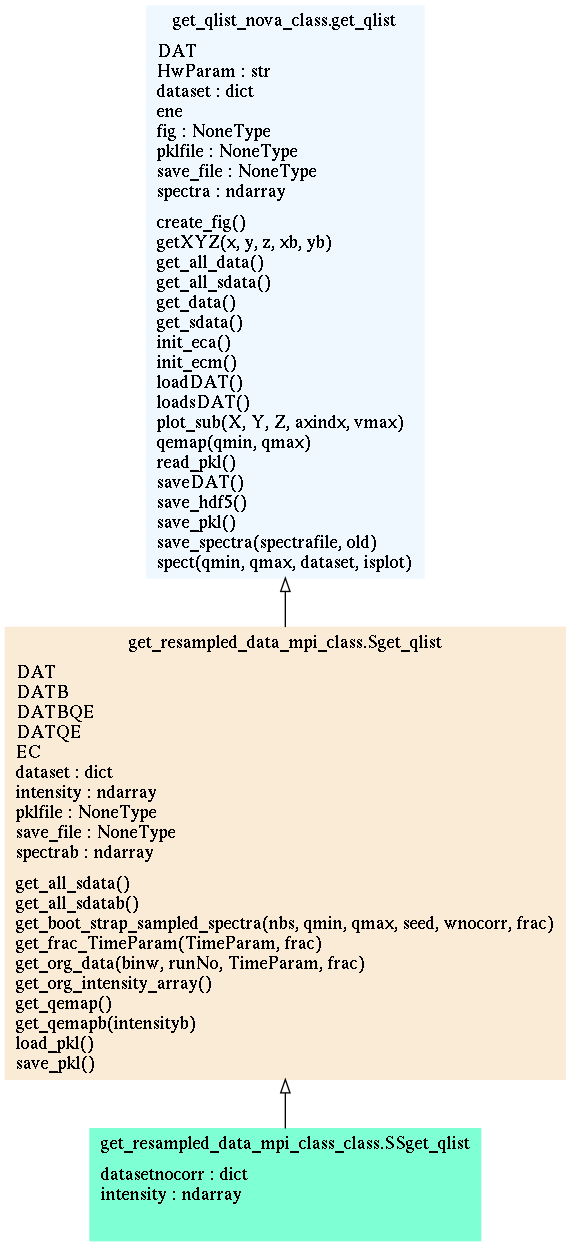 get_qlist_nova_class.get_qlist
DAT
HwParam : str
dataset : dict
ene
fig : NoneType
pklfile : NoneType
save_file : NoneType
spectra : ndarray
create_fig()
getXYZ(x, y, z, xb, yb)
get_all_data()
get_all_sdata()
get_data()
get_sdata()
init_eca()
init_ecm()
loadDAT()
loadsDAT()
plot_sub(X, Y, Z, axindx, vmax)
qemap(qmin, qmax)
read_pkl()
saveDAT()
save_hdf5()
save_pkl()
save_spectra(spectrafile, old)
spect(qmin, qmax, dataset, isplot)
get_resampled_data_mpi_class.Sget_qlist
DAT
DATB
DATBQE
DATQE
EC
dataset : dict
intensity : ndarray
pklfile : NoneType
save_file : NoneType
spectrab : ndarray
get_all_sdata()
get_all_sdatab()
get_boot_strap_sampled_spectra(nbs, qmin, qmax, seed, wnocorr, frac)
get_frac_TimeParam(TimeParam, frac)
get_org_data(binw, runNo, TimeParam, frac)
get_org_intensity_array()
get_qemap()
get_qemapb(intensityb)
load_pkl()
save_pkl()
get_resampled_data_mpi_class_class.SSget_qlist
datasetnocorr : dict
intensity : ndarray